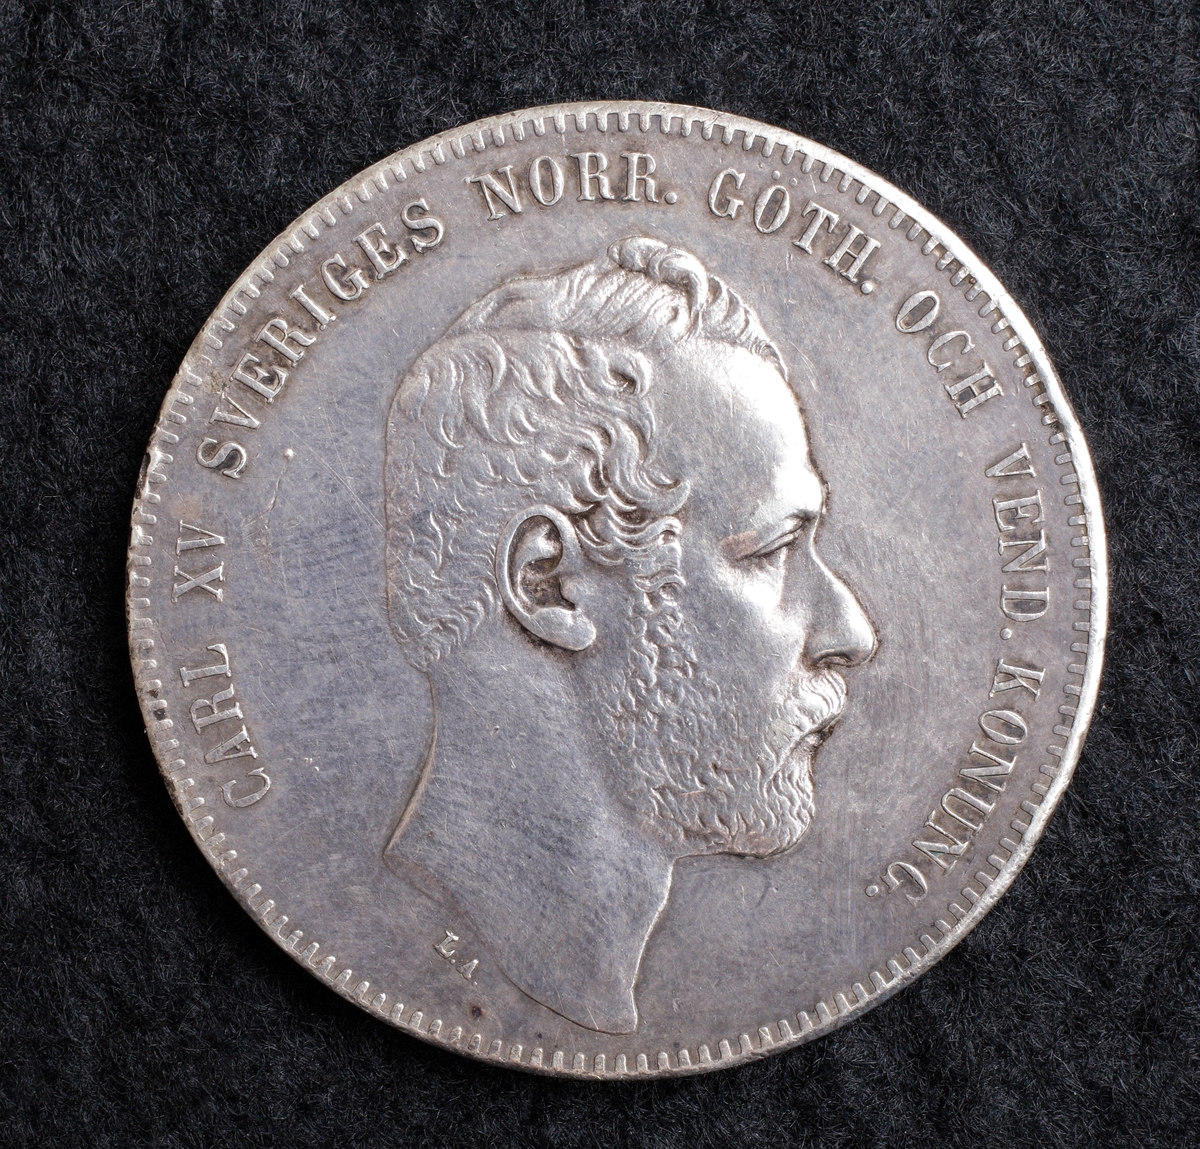 CARL XV SVERIGES NORR. GÖTH. OCH VEND. KONUNG.
L.A.